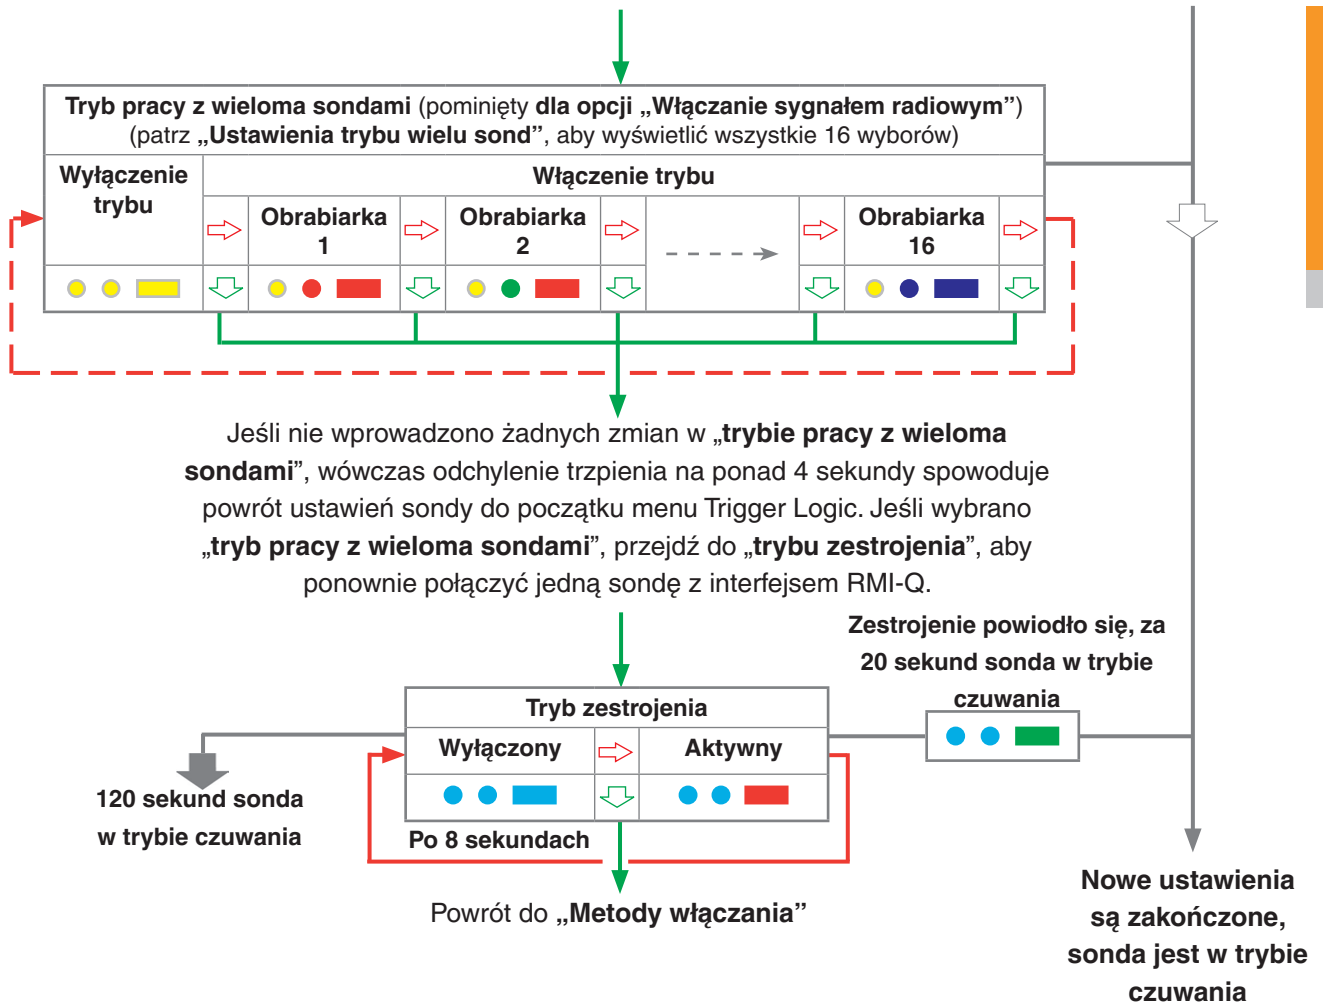 Tryb pracy z wieloma sondami (pominięty dla opcji „Włączanie sygnałem radiowym”)
(patrz „Ustawienia trybu wielu sond”, aby wyświetlić wszystkie 16 wyborów)
Wyłączenie
trybu
Włączenie trybu
Obrabiarka
1
Obrabiarka
2
Obrabiarka
16
Jeśli nie wprowadzono żadnych zmian w „trybie pracy z wieloma
sondami”, wówczas odchylenie trzpienia na ponad 4 sekundy spowoduje
powrót ustawień sondy do początku menu Trigger Logic. Jeśli wybrano
„tryb pracy z wieloma sondami”, przejdź do „trybu zestrojenia”, aby
ponownie połączyć jedną sondę z interfejsem RMI-Q.
Zestrojenie powiodło się, za
20 sekund sonda w trybie
czuwania
Tryb zestrojenia
Wyłączony
Aktywny
120 sekund sonda
w trybie czuwania
Po 8 sekundach
Powrót do „Metody włączania”
Nowe ustawienia
są zakończone,
sonda jest w trybie
czuwania